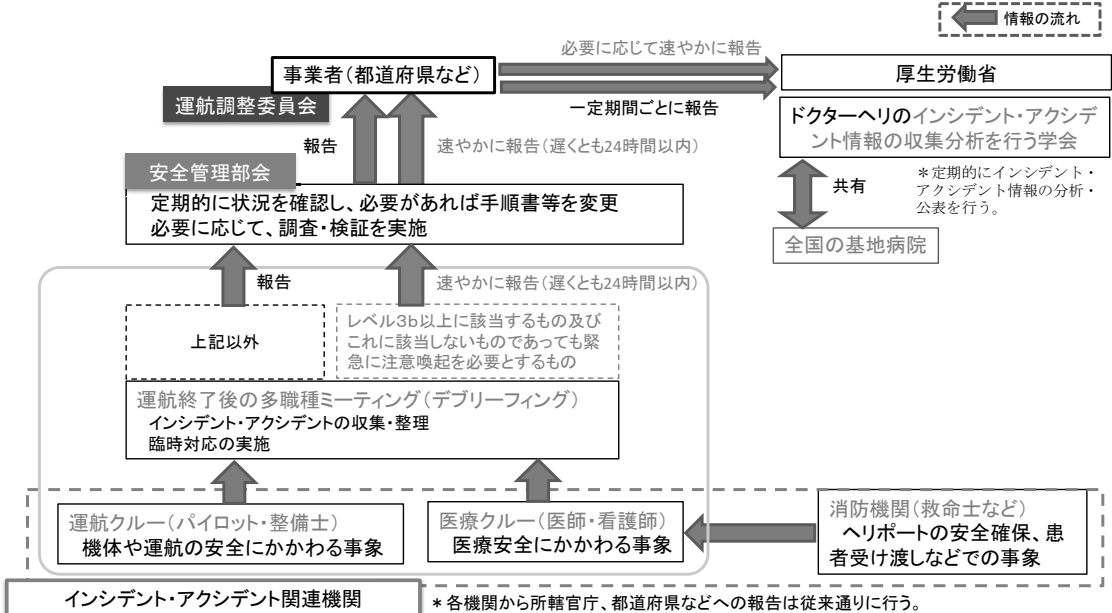 情報の流れ
必要に応じて速やかに報告
事業者(都道府県など)
厚生労働省
運航調整委員会
一定期間ごとに報告
ドクターヘリのインシデント・アクシデ
ント情報の収集分析を行う学会
報告
速やかに報告(遅くとも24時間以内)
安全管理部会
共有
*定期的にインシデント・
アクシデント情報の分析・
公表を行う。
定期的に状況を確認し、必要があれば手順書等を変更
必要に応じて、調査・検証を実施
全国の基地病院
報告
速やかに報告(遅くとも24時間以内)
上記以外
レベル3b以上に該当するもの及び
これに該当しないものであっても緊
急に注意喚起を必要とするもの
運航終了後の多職種ミーティング(デブリーフィング)
インシデント・アクシデントの収集・整理
臨時対応の実施
運航クルー(パイロット・整備士)
機体や運航の安全にかかわる事象
医療クルー(医師・看護師)
医療安全にかかわる事象
消防機関(救命士など)
ヘリポートの安全確保、患
者受け渡しなどでの事象
インシデント・アクシデント関連機関
*各機関から所轄官庁、都道府県などへの報告は従来通りに行う。